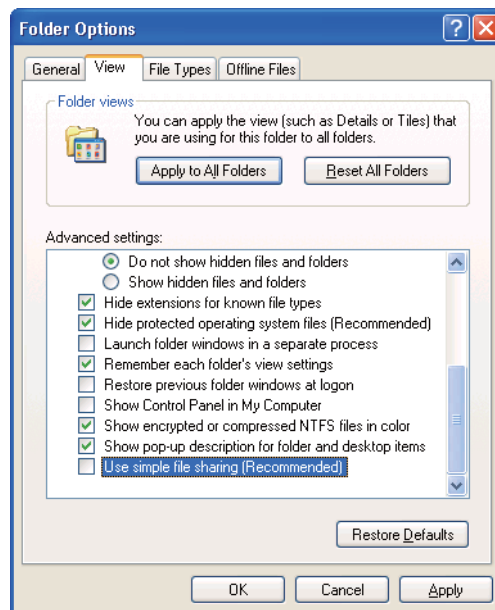 Folder Options
General View File Types Offline Files
Folder views
You can apply the view (such as Details or Tiles) that
you are using for this folder to all folders.
Apply to All Folders Reset All Folders
Advanced settings:
Do not show hidden files and folders
Show hidden files and folders
Hide extensions for known file types
Hide protected operating system files (Recommended)
Launch folder windows in a separate process
Remember each folder's view settings
Restore previous folder windows at logon
Show Control Panel in My Computer
Show encrypted or compressed NTFS files in color
Show pop-up description for folder and desktop items
Use simple file sharing (Recommended)
Restore Defaults
OK Cancel Apply